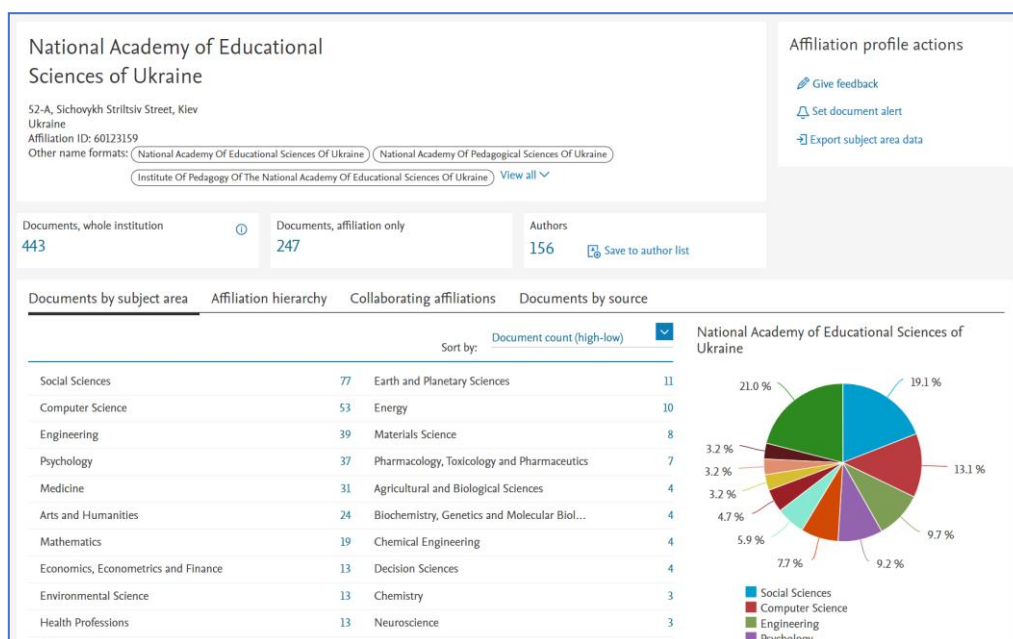 National Academy of Educational
Sciences of Ukraine
52-A, Sichovykh Striltsiv Street, Kiev
Ukraine
Affiliation ID: 60123159
Other name formats: National Academy Of Educational Sciences Of Ukraine National Academy Of Pedagogical Sciences Of Ukraine
Institute Of Pedagogy Of The National Academy Of Educational Sciences Of Ukraine View all
Affiliation profile actions
Give feedback
Set document alert
Export subject area data
Documents, whole institution
443
Documents, affiliation only
247
Authors
156 Save to author list
Documents by subject area Affiliation hierarchy Collaborating affiliations Documents by source
Sort by: Document count (high-low)
Social Sciences 77 Earth and Planetary Sciences 11
Computer Science 53 Energy 10
Engineering 39 Materials Science 8
Psychology 37 Pharmacology, Toxicology and Pharmaceutics 7
Medicine 31 Agricultural and Biological Sciences 4
Arts and Humanities 24 Biochemistry, Genetics and Molecular Biol... 4
Mathematics 19 Chemical Engineering 4
Economics, Econometrics and Finance 13 Decision Sciences 4
Environmental Science 13 Chemistry 3
Health Professions 13 Neuroscience 3
National Academy of Educational Sciences of
Ukraine
21.0 % 19.1 %
3.2 %
3.2 % 13.1 %
3.2 %
4.7 %
5.9 % 9.7 %
7.7 % 9.2 %
Social Sciences
Computer Science
Engineering
Psychology